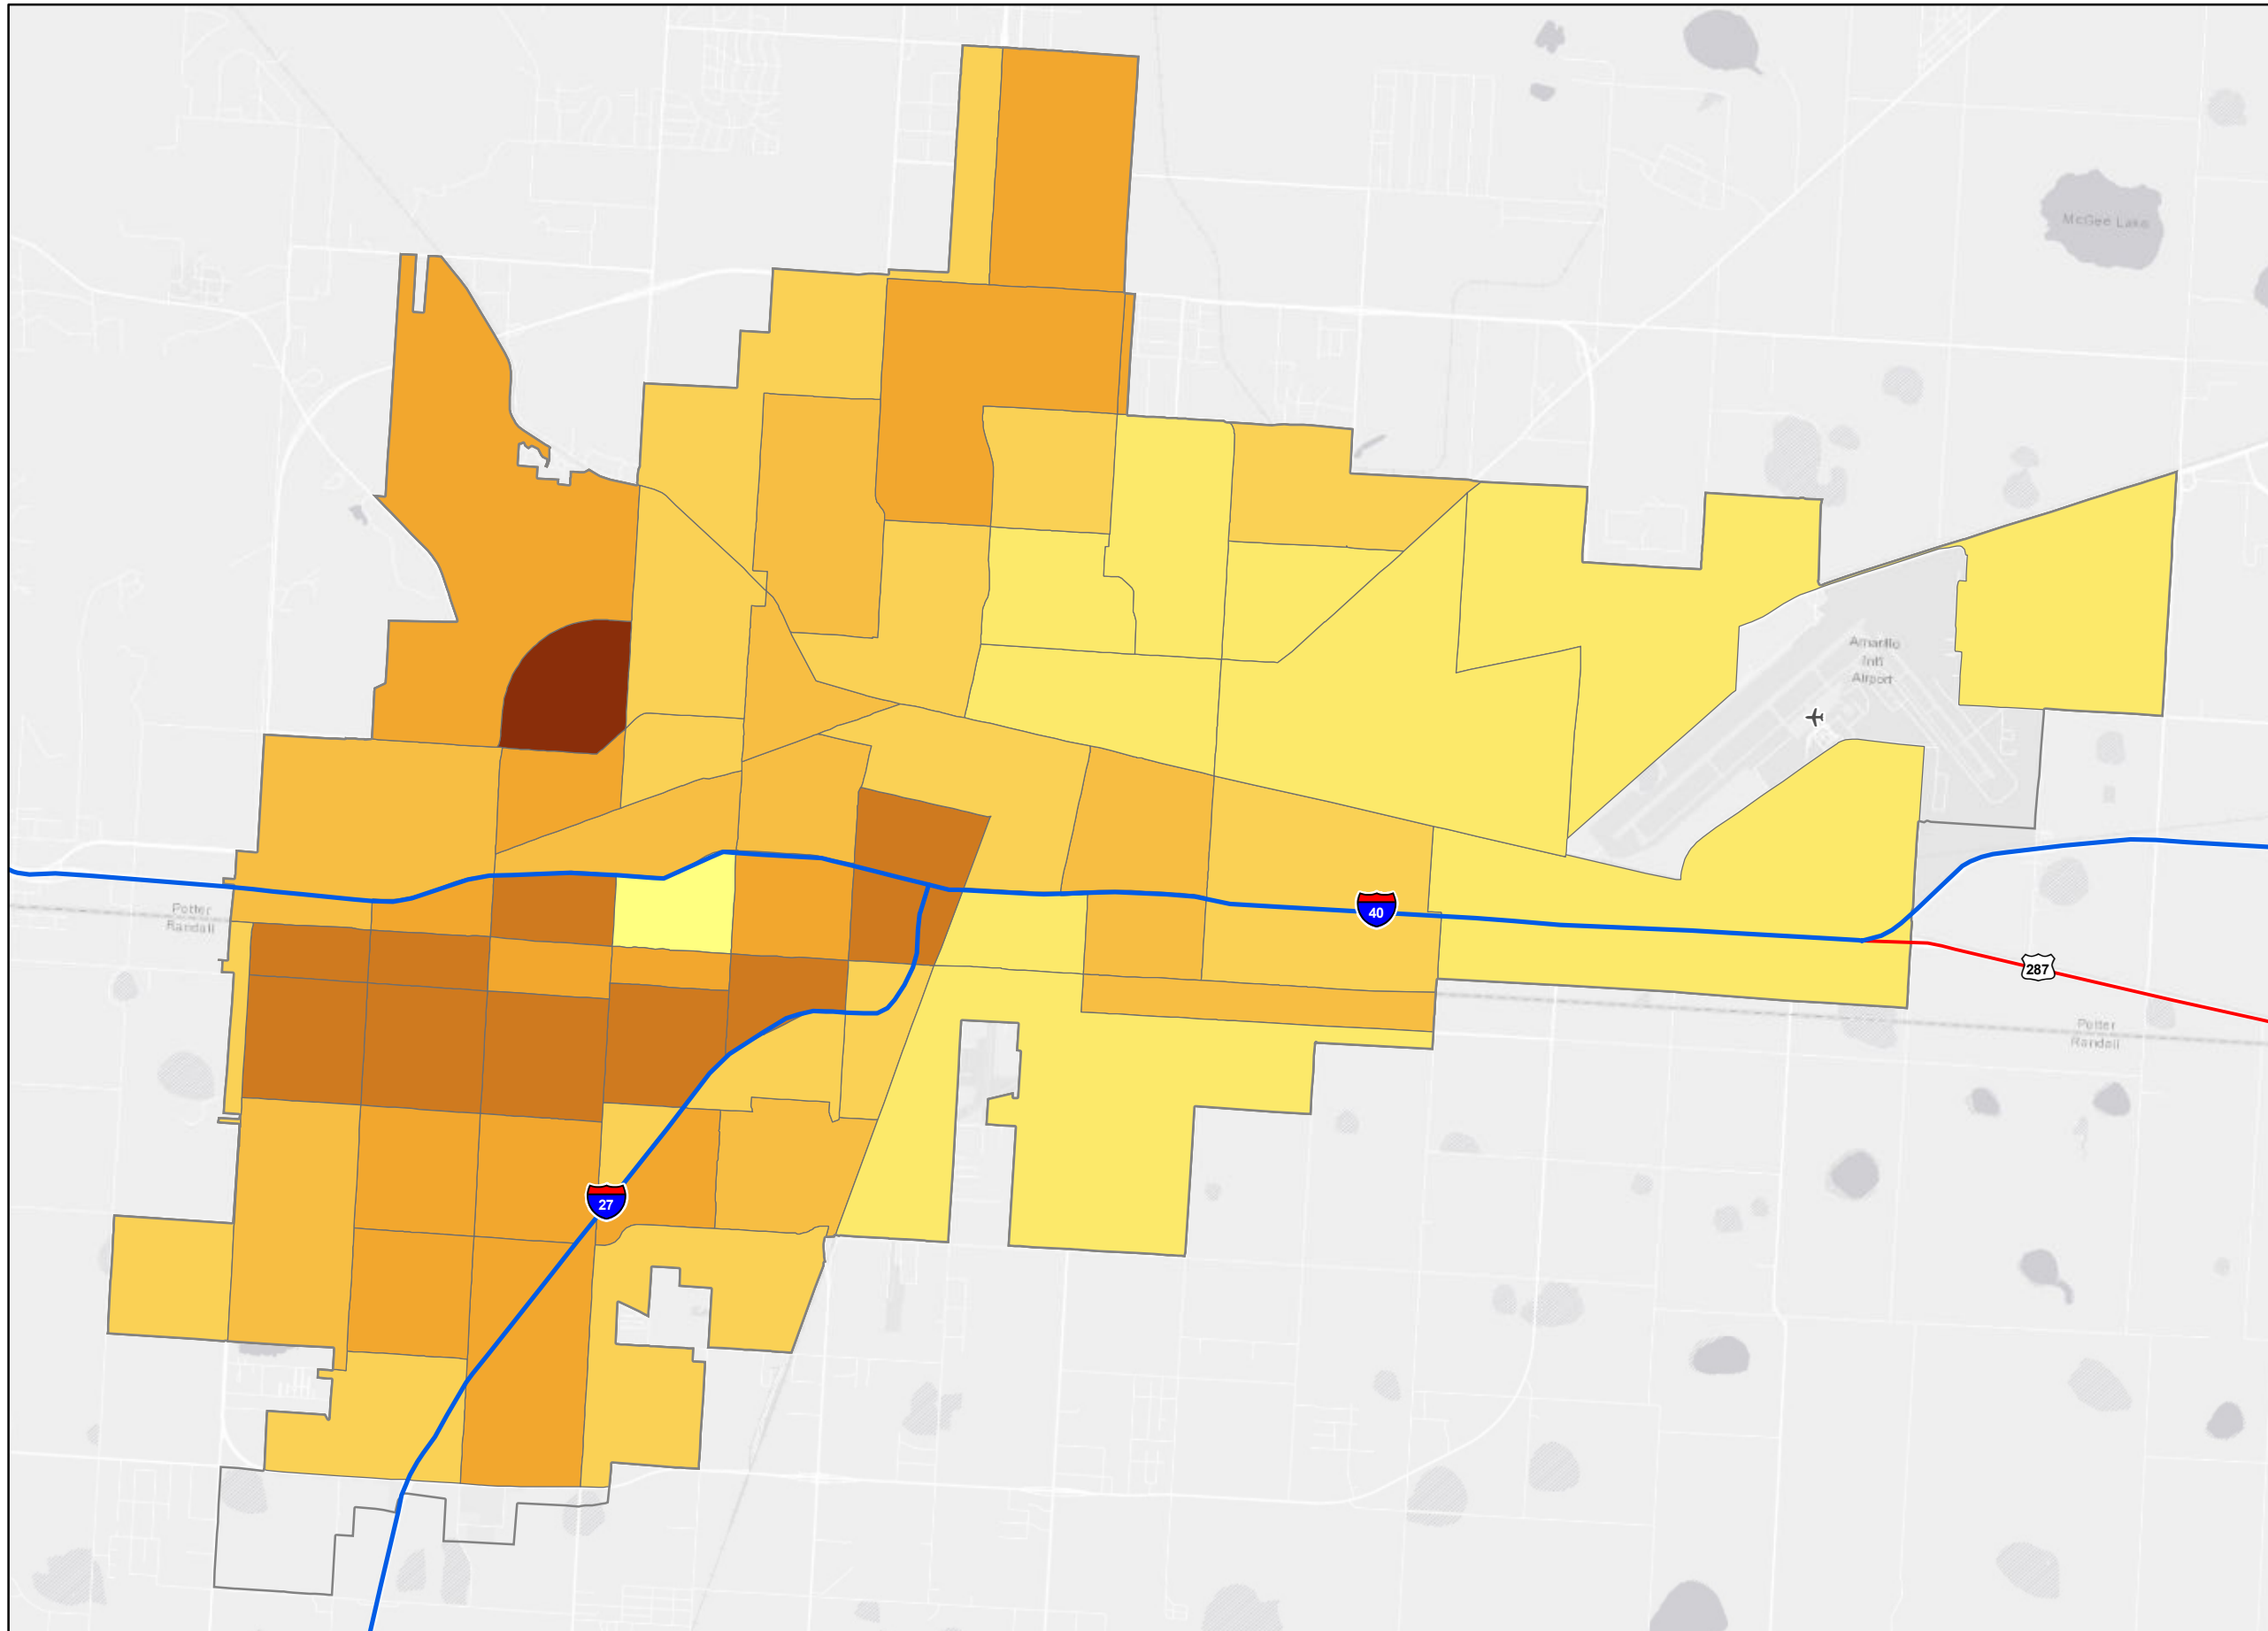 McGee Lake
Amarillo
Intl
Airport
Potter
Randall
40
287
Potter
Randall
27